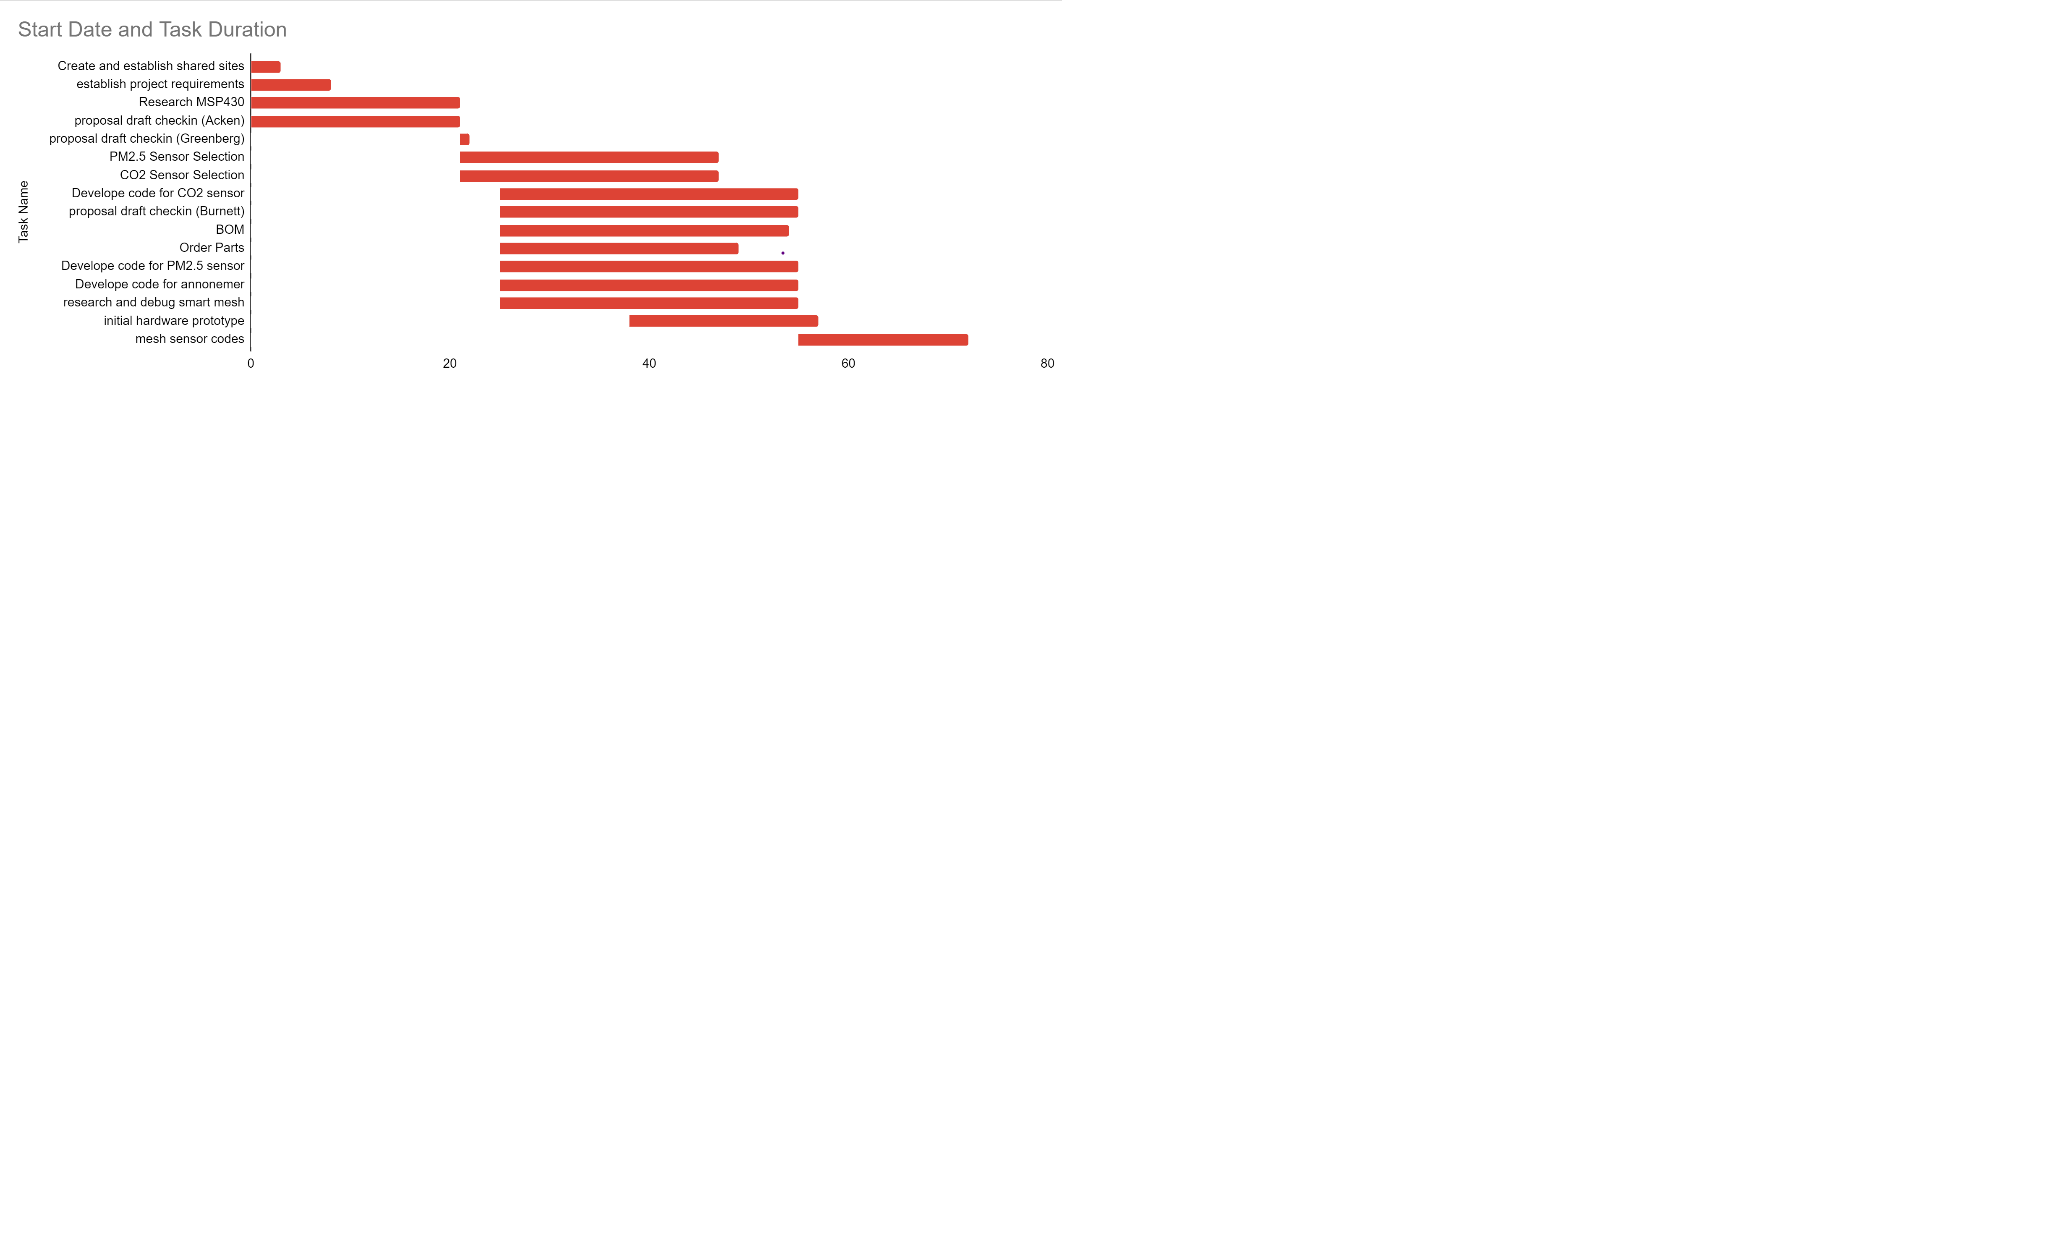 Start Date and Task Duration
Task Name
Create and establish shared sites
establish project requirements
Research MSP430
proposal draft checkin (Acken)
proposal draft checkin (Greenberg)
PM2.5 Sensor Selection
CO2 Sensor Selection
Develope code for CO2 sensor
proposal draft checkin (Burnett)
BOM
Order Parts
Develope code for PM2.5 sensor
Develope code for annonemer
research and debug smart mesh
initial hardware prototype
mesh sensor codes
0 20 40 60 80